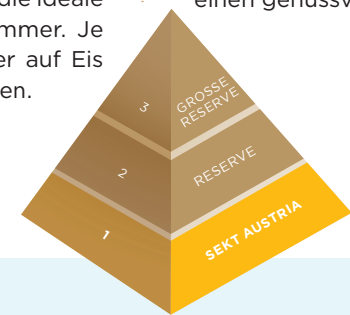 die ideale
mmer. Je
er auf Eis
en.
einen genussv
3
GROSSE
RESERVE
2
RESERVE
1
SEKT AUSTRIA